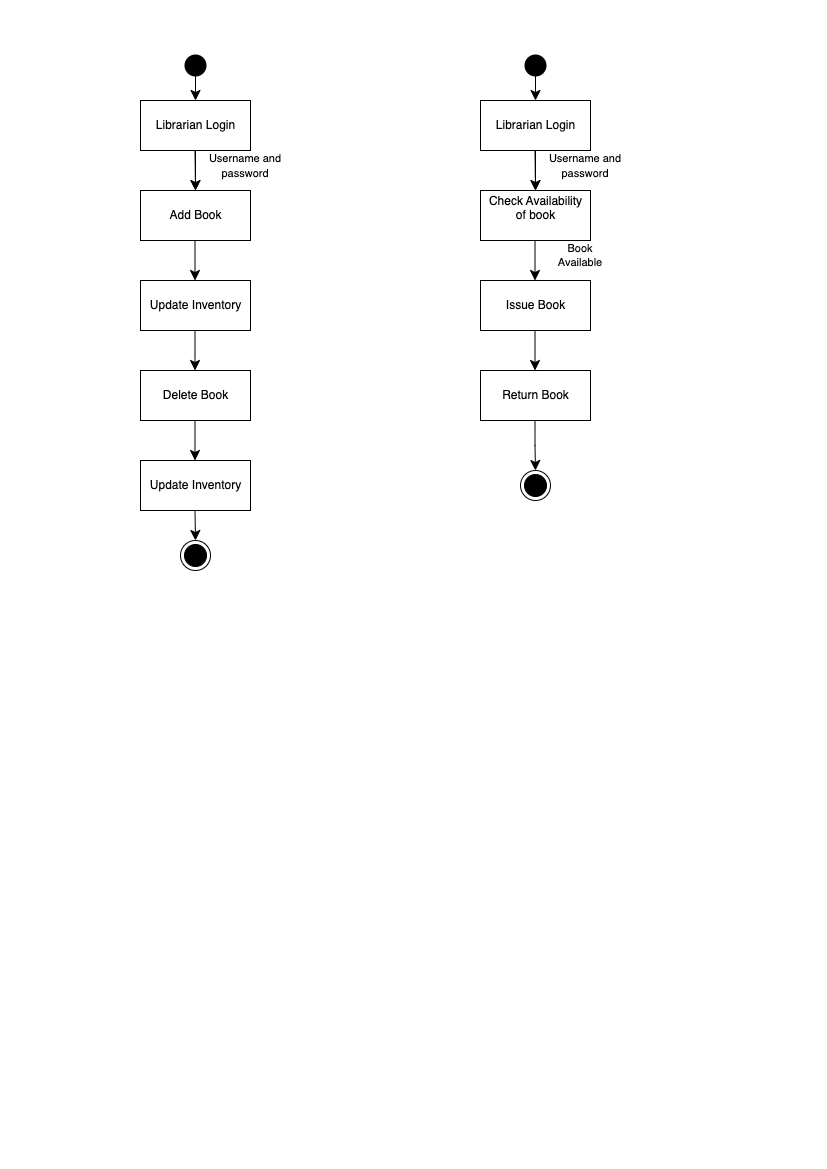 Librarian Login
Username and
password
Add Book
Update Inventory
Delete Book
Update Inventory
Librarian Login
Username and
password
Check Availability
of book
Book
Available
Issue Book
Return Book